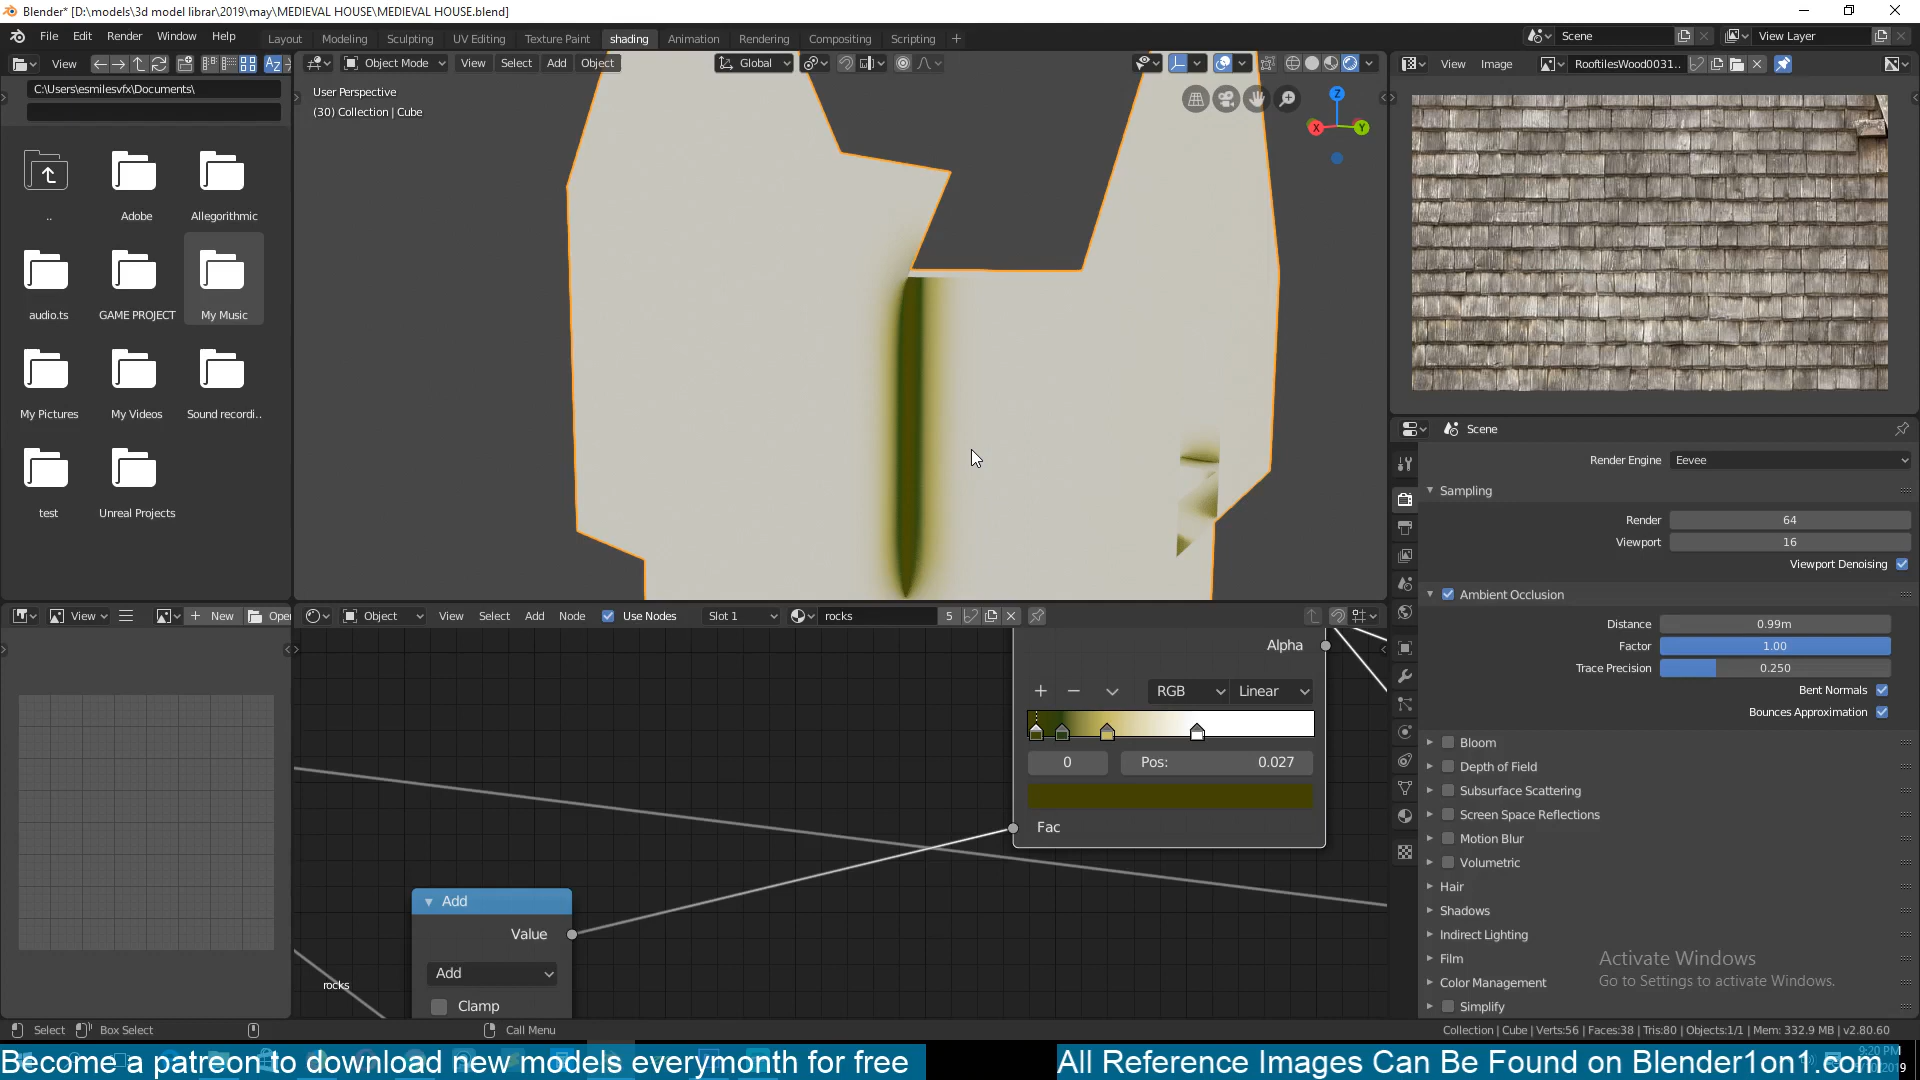 Blender* [D:\models\3d model librar\2019\may\MEDIEVAL HOUSE\MEDIEVAL HOUSE.blend]
File Edit Render Window Help
Layout Modeling Sculpting UV Editing Texture Paint shading Animation Rendering Compositing Scripting
Scene View Layer
View
Object Mode View Select Add Object Global
View Image RooftilesWood0031..
C:\Users\esmilesvfx\Documents\
User Perspective
(30) Collection | Cube
Z
X Y
.. Adobe Allegorithmic
audio.ts GAME PROJECT My Music
My Pictures My Videos Sound recordi..
test Unreal Projects
Scene
Render Engine Eevee
Sampling
Render 64
Viewport 16
Viewport Denoising
Ambient Occlusion
Distance 0.99m
Factor 1.00
Trace Precision 0.250
Bent Normals
Bounces Approximation
Bloom
Depth of Field
Subsurface Scattering
Screen Space Reflections
Motion Blur
Volumetric
Hair
Shadows
Indirect Lighting
Film
Color Management
Simplify
View New Open
Object View Select Add Node Use Nodes Slot 1 rocks 5
Alpha
RGB Linear
0 Pos: 0.027
Fac
Add
Value
Add
Clamp
rocks
Activate Windows
Go to Settings to activate Windows.
Select Box Select Call Menu
Collection | Cube | Verts:56 | Faces:38 | Tris:80 | Objects:1/1 | Mem: 332.9 MB | v2.80.60
Become a patreon to download new models everymonth for free
All Reference Images Can Be Found on Blender1on1.com
9:20 PM